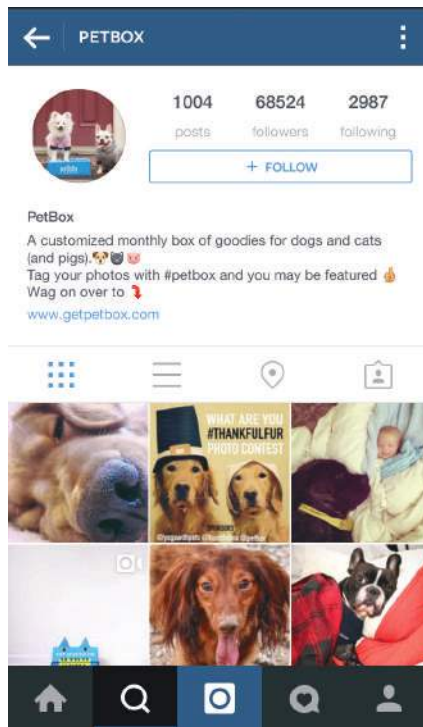 PETBOX
1004 68524 2987
posts followers following
+ FOLLOW
PetBox
A customized monthly box of goodies for dogs and cats
(and pigs).🐶🐱🐷
Tag your photos with #petbox and you may be featured 👍
Wag on over to ⤵
www.getpetbox.com
WHAT ARE YOU
#THANKFULFUR
PHOTO CONTEST